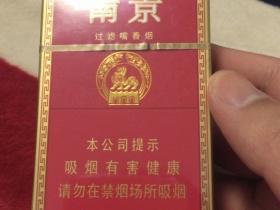 南京
过滤嘴香烟
本公司提示
吸烟有害健康
请勿在禁烟场所吸烟